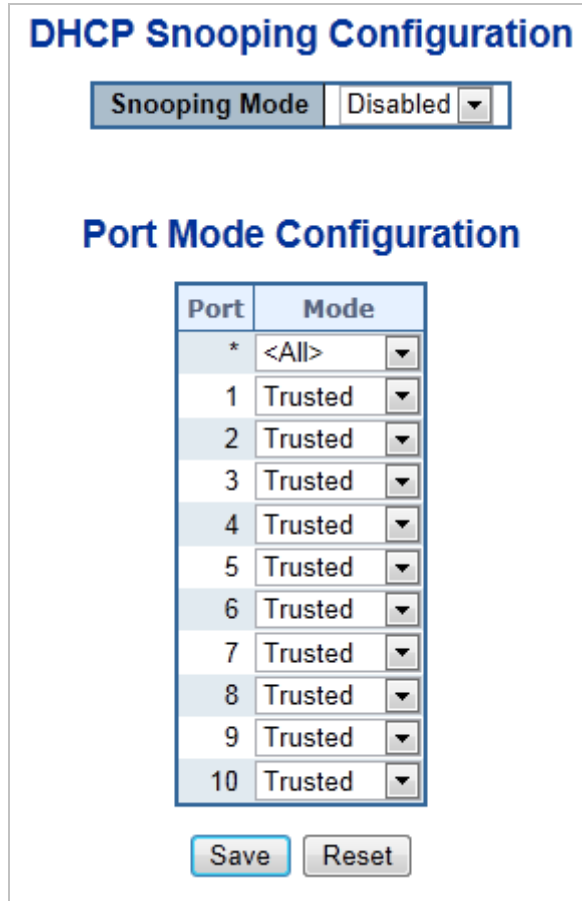 DHCP Snooping Configuration
Snooping Mode Disabled
Port Mode Configuration
Port Mode
* <All>
1 Trusted
2 Trusted
3 Trusted
4 Trusted
5 Trusted
6 Trusted
7 Trusted
8 Trusted
9 Trusted
10 Trusted
Save Reset